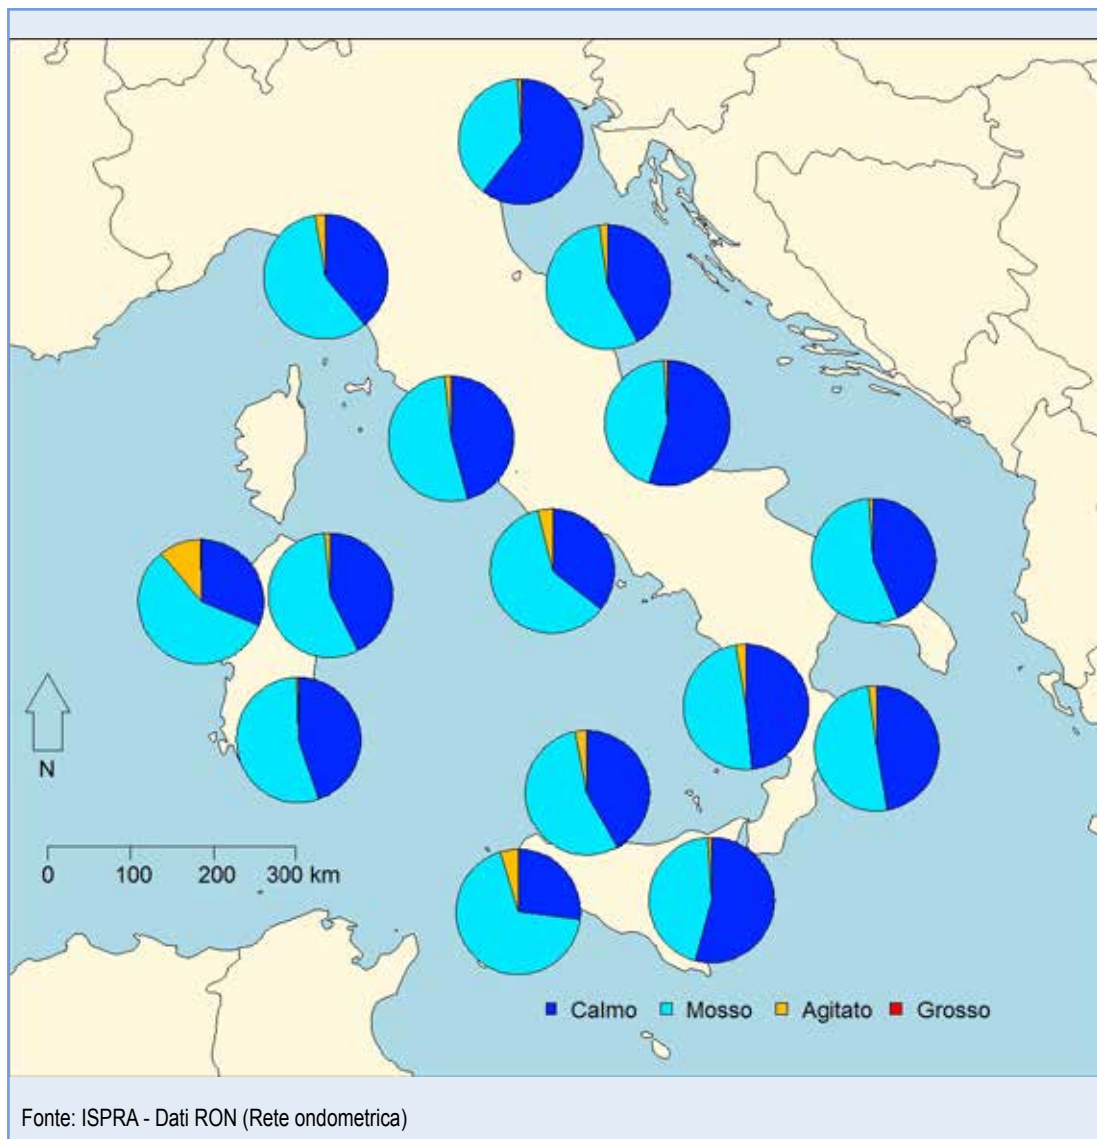 N
0 100 200 300 km
Calmo Mosso Agitato Grosso
Fonte: ISPRA - Dati RON (Rete ondometrica)